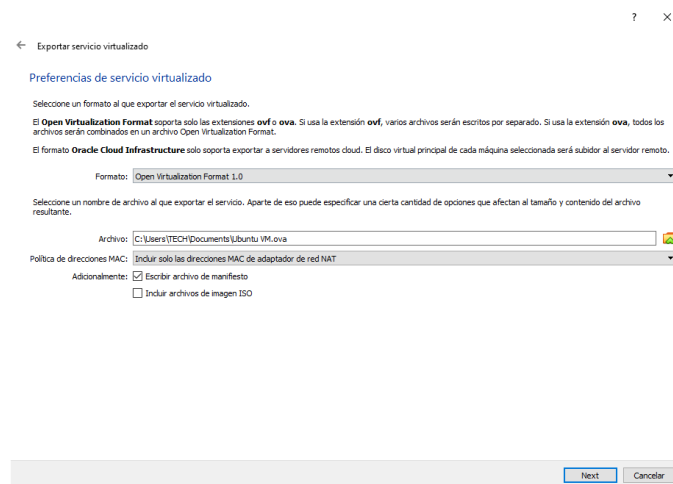 ?
Exportar servicio virtualizado
Preferencias de servicio virtualizado
Seleccione un formato al que exportar el servicio virtualizado.
El Open Virtualization Format soporta solo las extensiones ovf o ova. Si usa la extensión ovf, varios archivos serán escritos por separado. Si usa la extensión ova, todos los
archivos serán combinados en un archivo Open Virtualization Format.
El formato Oracle Cloud Infrastructure solo soporta exportar a servidores remotos cloud. El disco virtual principal de cada máquina seleccionada será subidor al servidor remoto.
Formato: Open Virtualization Format 1.0
Seleccione un nombre de archivo al que exportar el servicio. Aparte de eso puede especificar una cierta cantidad de opciones que afectan al tamaño y contenido del archivo
resultante.
Archivo: C:\Users\TECH\Documents\Ubuntu VM.ova
Política de direcciones MAC: Incluir solo las direcciones MAC de adaptador de red NAT
Adicionalmente: Escribir archivo de manifiesto
Incluir archivos de imagen ISO
Next Cancelar